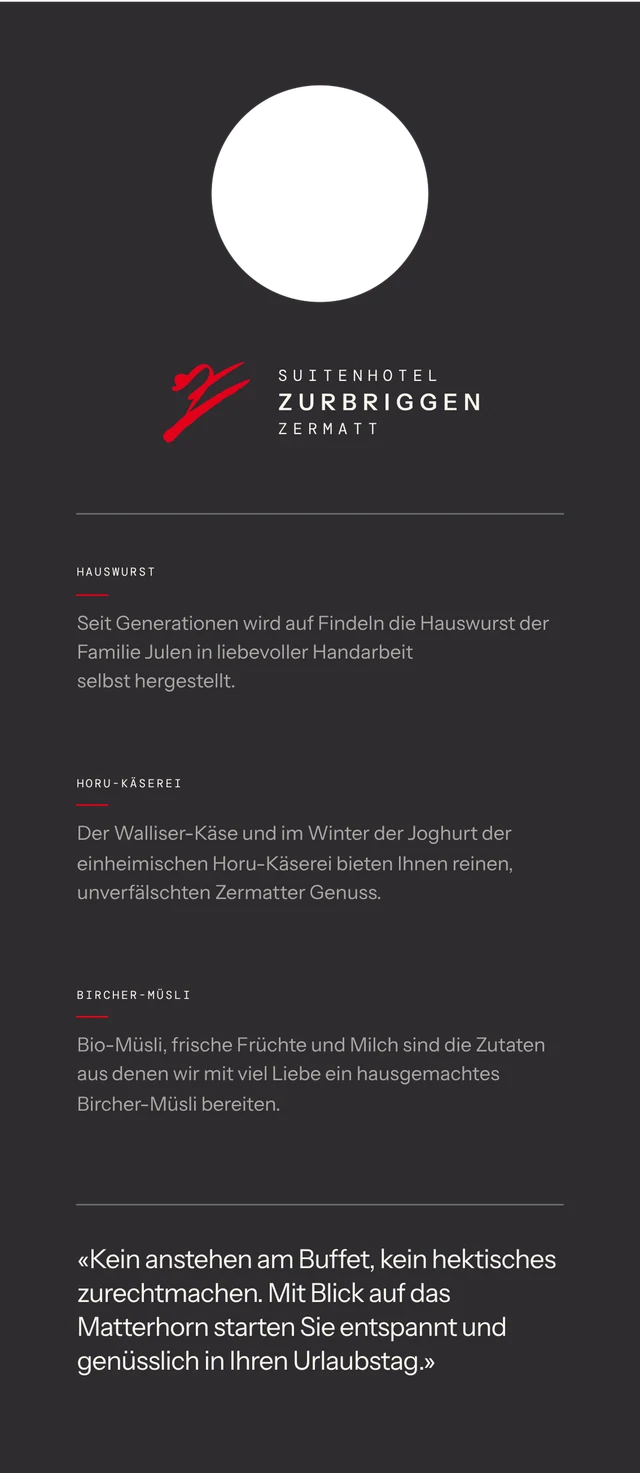 SUITENHOTEL
ZURBRIGGEN
ZERMATT
HAUSWURST
Seit Generationen wird auf Findeln die Hauswurst der
Familie Julen in liebevoller Handarbeit
selbst hergestellt.
HORU-KÄSEREI
Der Walliser-Käse und im Winter der Joghurt der
einheimischen Horu-Käserei bieten Ihnen reinen,
unverfälschten Zermatter Genuss.
BIRCHER-MÜSLI
Bio-Müsli, frische Früchte und Milch sind die Zutaten
aus denen wir mit viel Liebe ein hausgemachtes
Bircher-Müsli bereiten.
«Kein anstehen am Buffet, kein hektisches
zurechtmachen. Mit Blick auf das
Matterhorn starten Sie entspannt und
genüsslich in Ihren Urlaubstag.»